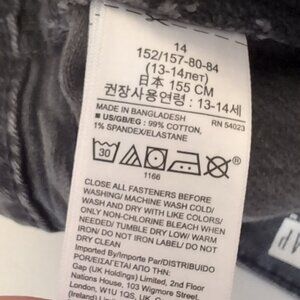 14
152/157-80-84
(13-14лет)
日本 155 CM
권장사용연령 : 13-14세
MADE IN BANGLADESH RN 54023
■ US/GB/EG : 99% COTTON,
1% SPANDEX/ELASTANE
30
1166
CLOSE ALL FASTENERS BEFORE
WASHING/ MACHINE WASH COLD/
WASH AND DRY WITH LIKE COLORS/
ONLY NON-CHLORINE BLEACH WHEN
NEEDED/ TUMBLE DRY LOW/ WARM
IRON/ DO NOT IRON LABEL/ DO NOT
DRY CLEAN
Imported By/Importado Por/DISTRIBUIDO
POR/ΕΙΣΑΓΕΤΑΙ ΑΠΟ ΤΗΝ:
Gap (UK Holdings) Limited, 2nd Floor
Nations House, 103 Wigmore Street,
London, W1U 1QS, UK
(Ireland)